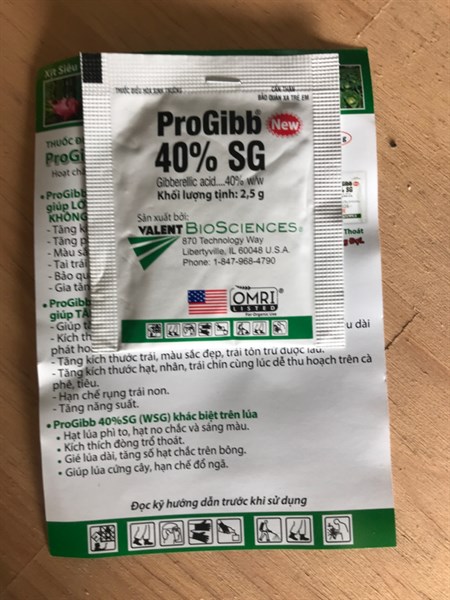 Xịt Siêu
THUỐC ĐIỀU HÒA SINH TRƯỞNG
CẨN THẬN
BẢO QUẢN XA TRẺ EM
ProGibb® New
40% SG
Gibberellic acid....40% w/w
Khối lượng tịnh: 2,5 g
Sản xuất bởi:
VALENT BIOSCIENCES®
870 Technology Way
Libertyville, IL 60048 U.S.A.
Phone: 1-847-968-4790
OMRI®
LISTED
For Organic Use
THUỐC
ProGi
Hoạt chấ
• ProGibb
giúp
KHÔNG
- Tăng
- Tăng
- Màu
- Tai trái
- Bảo
- Gia tăng
Thoát
• ProGibb
giúp
- Giúp
u dài
- Kích
phát
- Tăng kích thước trái, màu sắc đẹp, trái tồn trữ được lâu.
- Tăng kích thước hạt, nhân, trái chín cùng lúc dễ thu hoạch trên cà
phê, tiêu.
- Hạn chế rụng trái non.
- Tăng năng suất.
• ProGibb 40%SG (WSG) khác biệt trên lúa
• Hạt lúa phì to, hạt no chắc và sáng màu.
• Kích thích đòng trổ thoát.
• Gié lúa dài, tăng số hạt chắc trên bông.
• Giúp lúa cứng cây, hạn chế đổ ngã.
Đọc kỹ hướng dẫn trước khi sử dụng